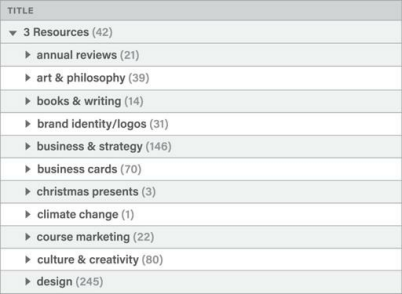 TITLE
3 Resources (42)
annual reviews (21)
art & philosophy (39)
books & writing (14)
brand identity/logos (31)
business & strategy (146)
business cards (70)
christmas presents (3)
climate change (1)
course marketing (22)
culture & creativity (80)
design (245)